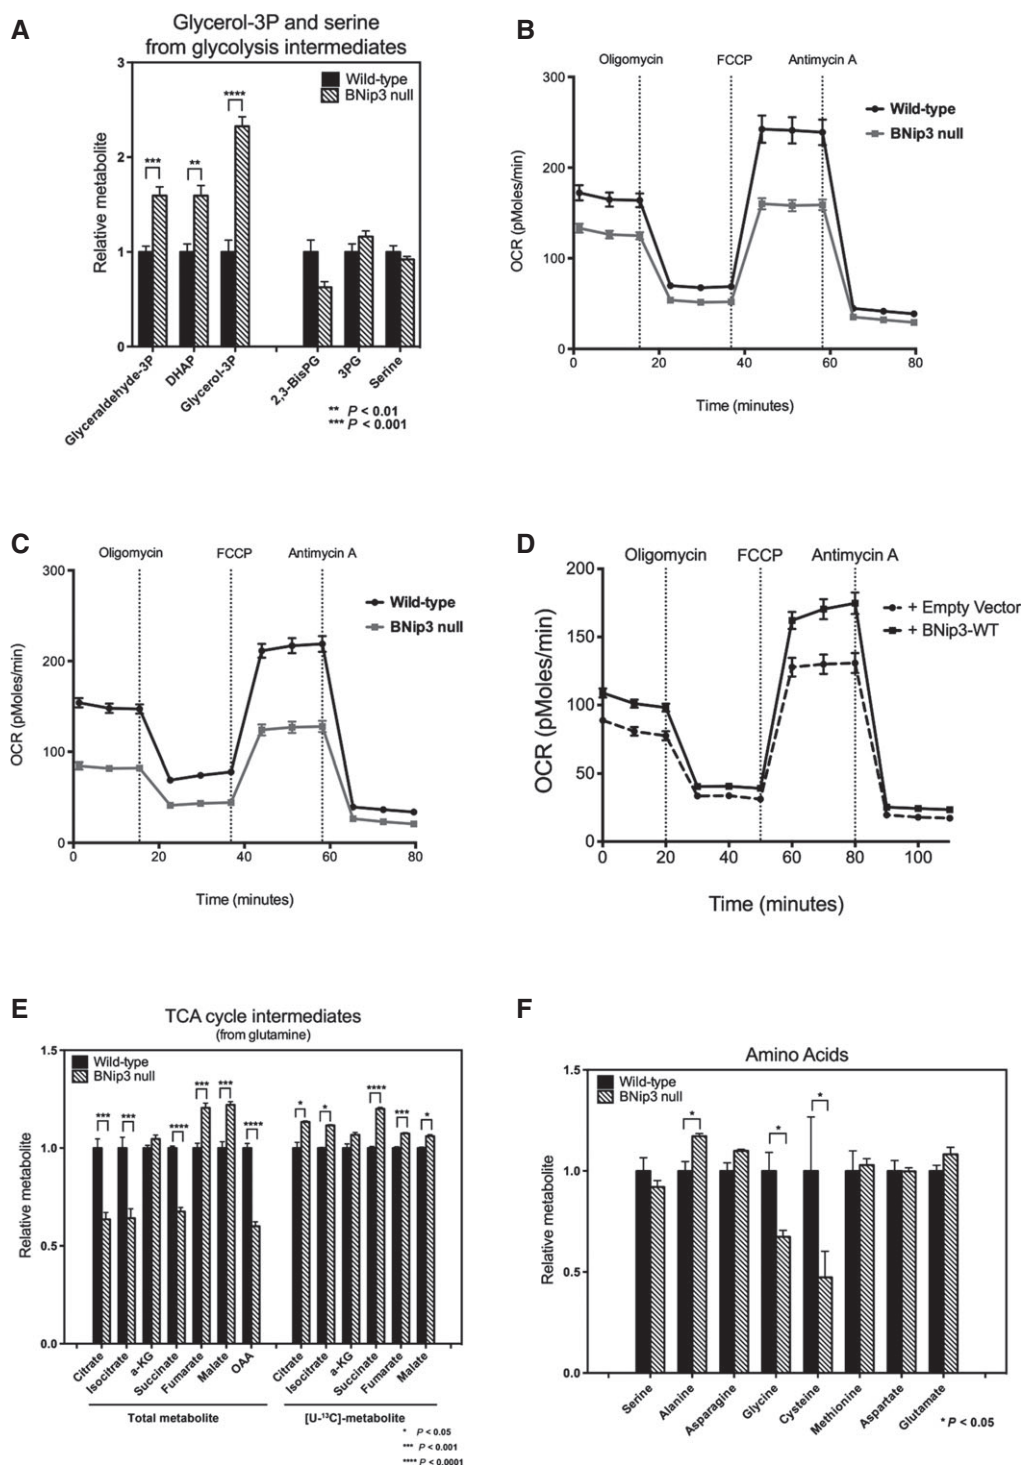 A
Glycerol-3P and serine
from glycolysis intermediates
3
2
1
0
Relative metabolite
Wild-type
BNip3 null
***
**
****
Glyceraldehyde-3P
DHAP
Glycerol-3P
2,3-BisPG
3PG
Serine
** P < 0.01
*** P < 0.001
B
Oligomycin FCCP Antimycin A
300
200
100
0
OCR (pMoles/min)
Wild-type
BNip3 null
0 20 40 60 80
Time (minutes)
C
Oligomycin FCCP Antimycin A
300
200
100
0
OCR (pMoles/min)
Wild-type
BNip3 null
0 20 40 60 80
Time (minutes)
D
Oligomycin FCCP Antimycin A
200
150
100
50
0
OCR (pMoles/min)
+ Empty Vector
+ BNip3-WT
0 20 40 60 80 100
Time (minutes)
E
TCA cycle intermediates
(from glutamine)
1.5
1.0
0.5
0.0
Relative metabolite
Wild-type
BNip3 null
*** *** **** *** *** **** * * **** *** *
Citrate
Isocitrate
a-KG
Succinate
Fumarate
Malate
OAA
Citrate
Isocitrate
a-KG
Succinate
Fumarate
Malate
Total metabolite
[U-¹³C]-metabolite
* P < 0.05
*** P < 0.001
**** P < 0.0001
F
Amino Acids
1.5
1.0
0.5
0.0
Relative metabolite
Wild-type
BNip3 null
* * *
Serine
Alanine
Asparagine
Glycine
Cysteine
Methionine
Aspartate
Glutamate
* P < 0.05